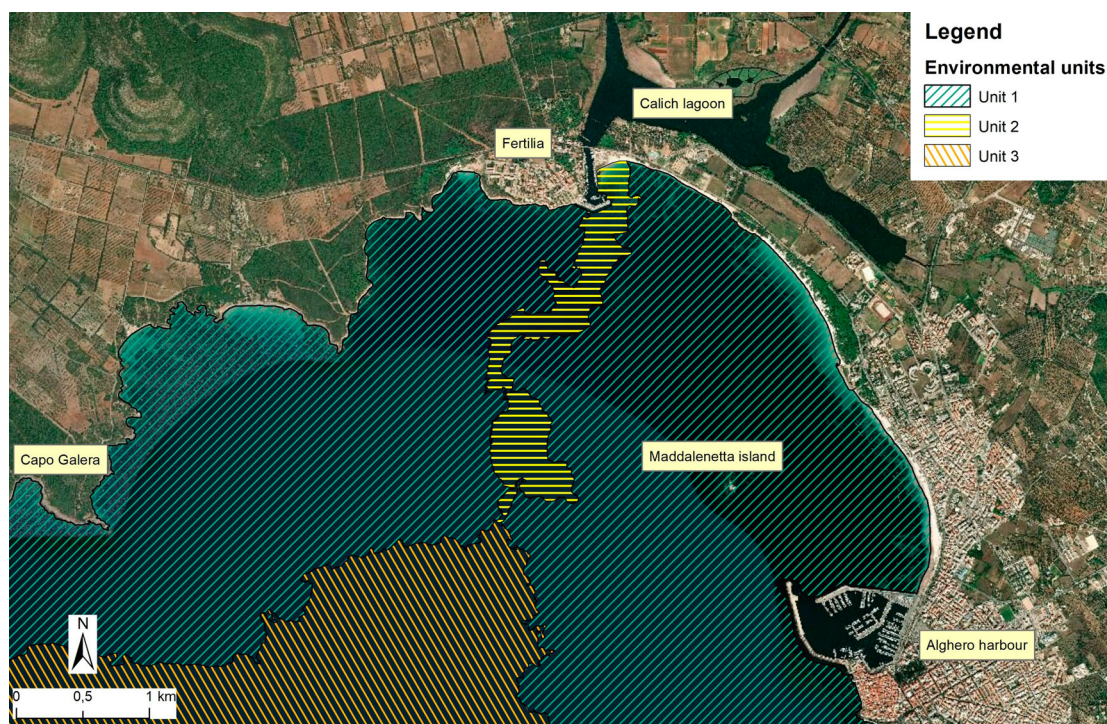 Legend
Environmental units
Unit 1
Unit 2
Unit 3
Calich lagoon
Fertilia
Capo Galera
Maddalenetta island
Alghero harbour
N
0 0,5 1 km